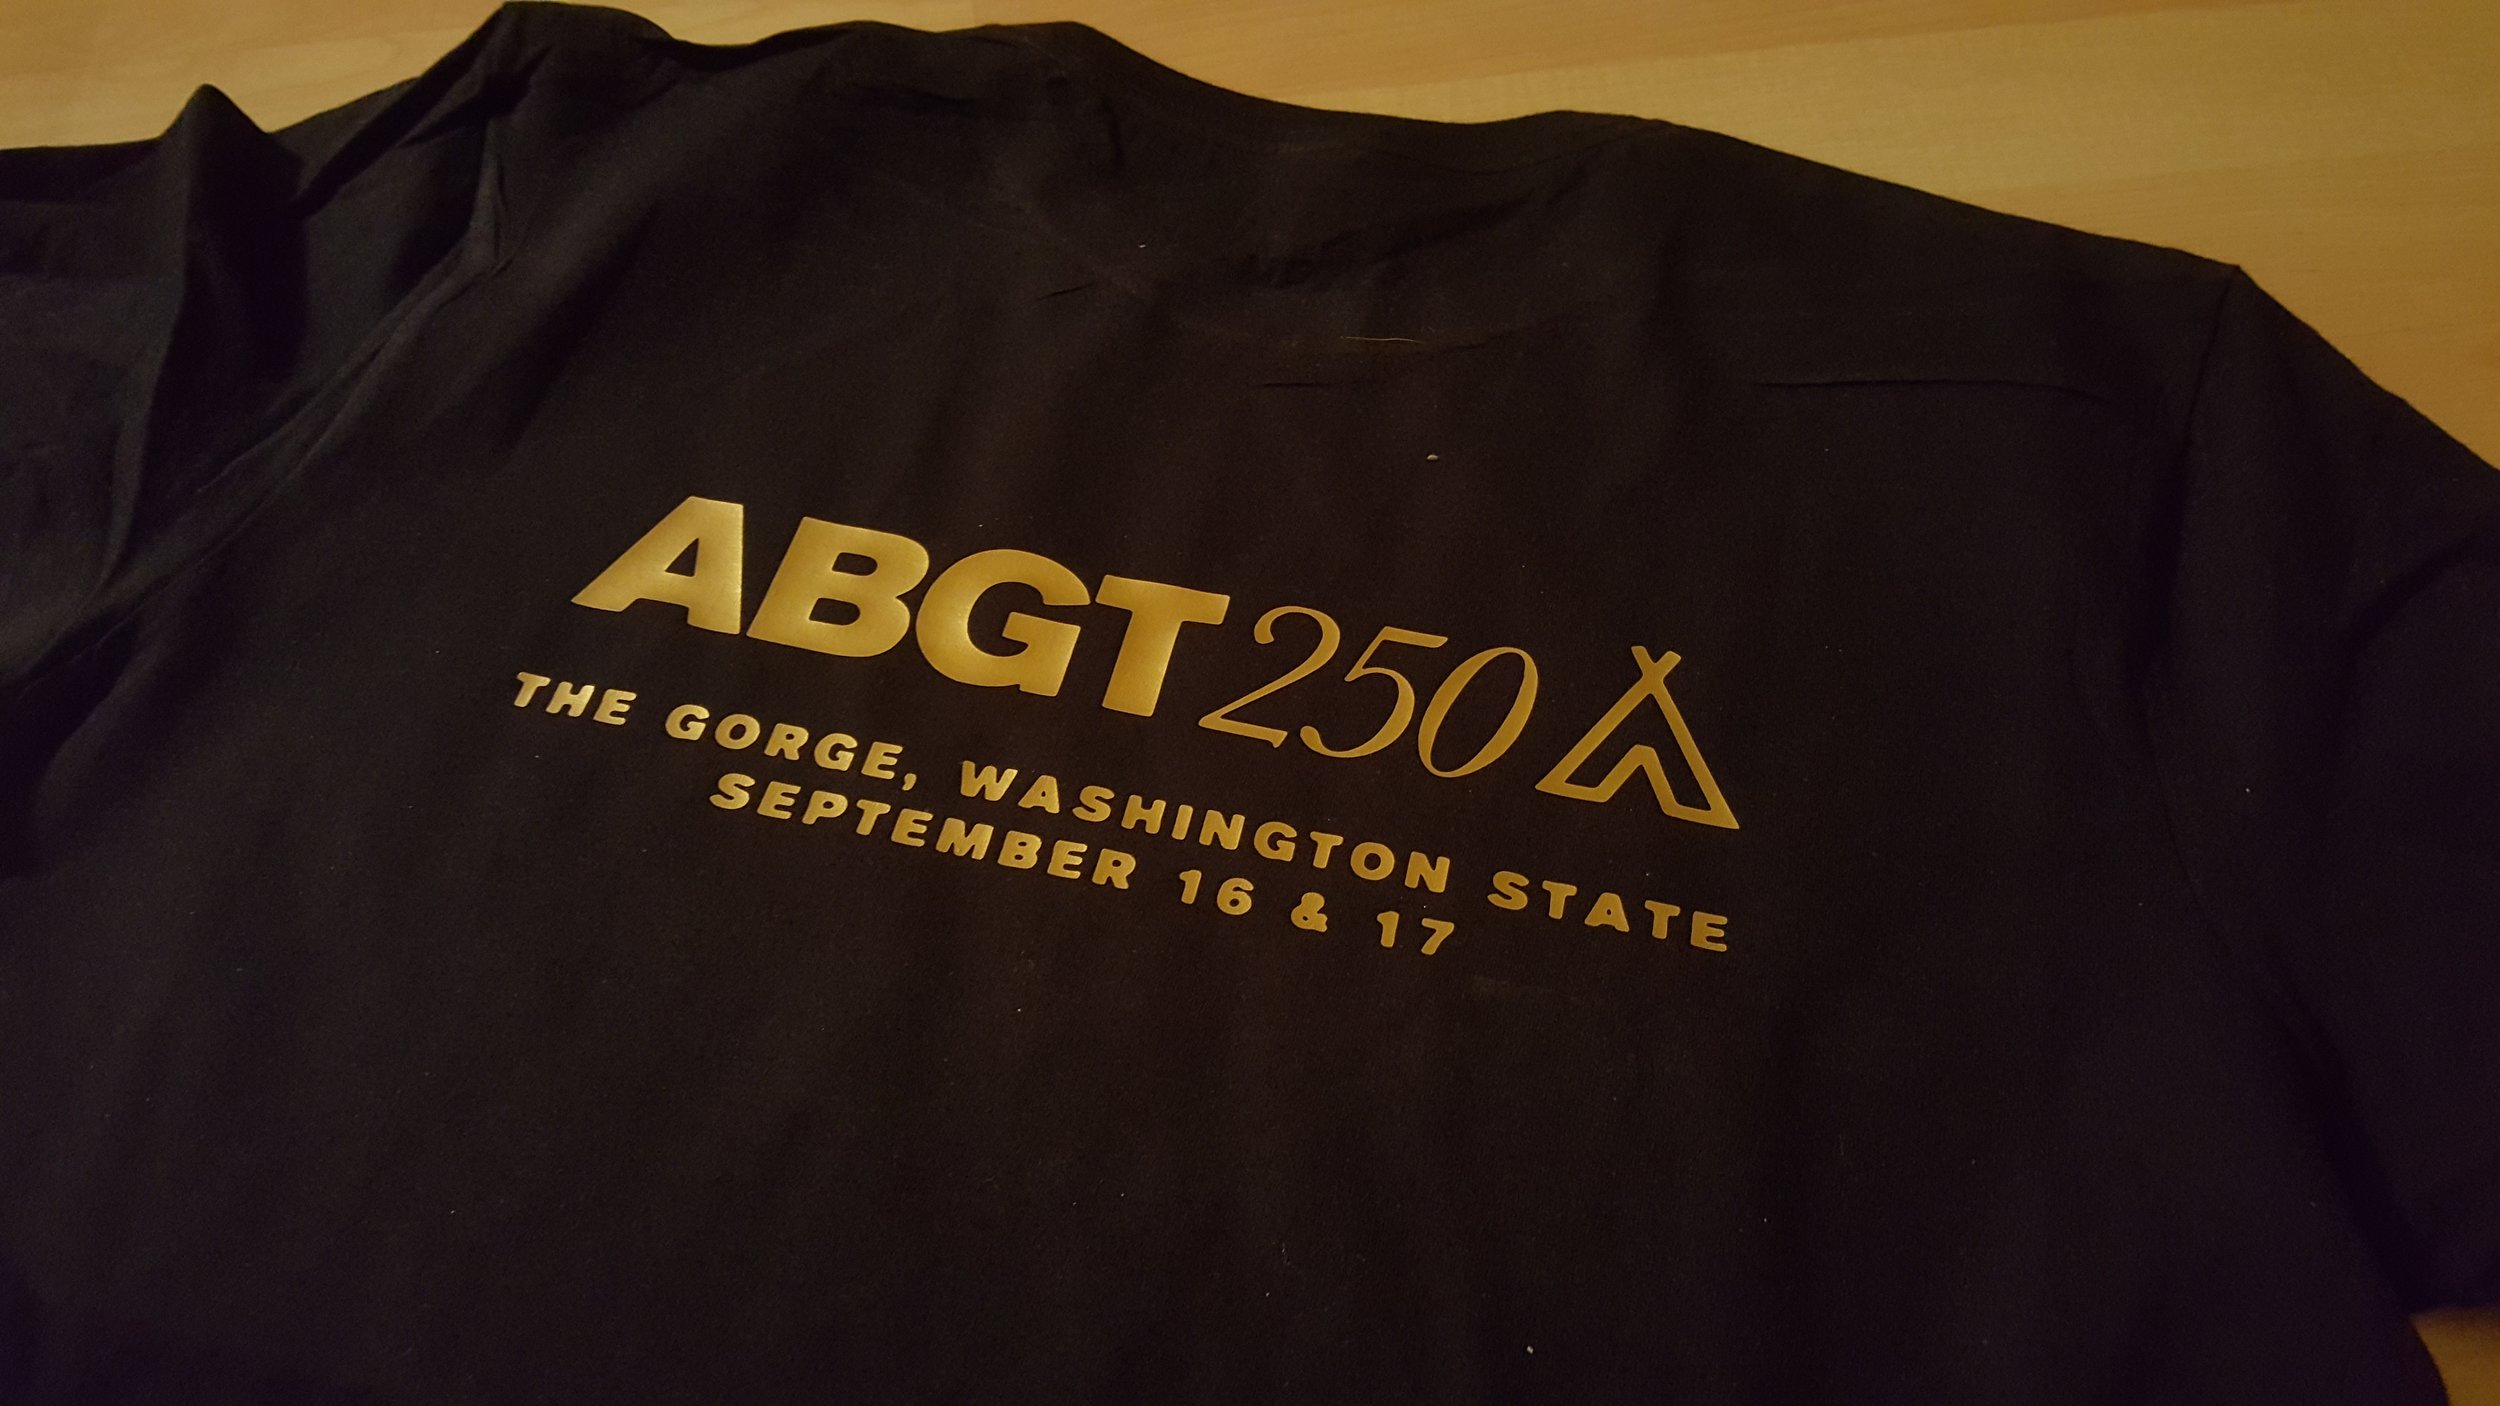 ABGT250
THE GORGE, WASHINGTON STATE
SEPTEMBER 16 & 17